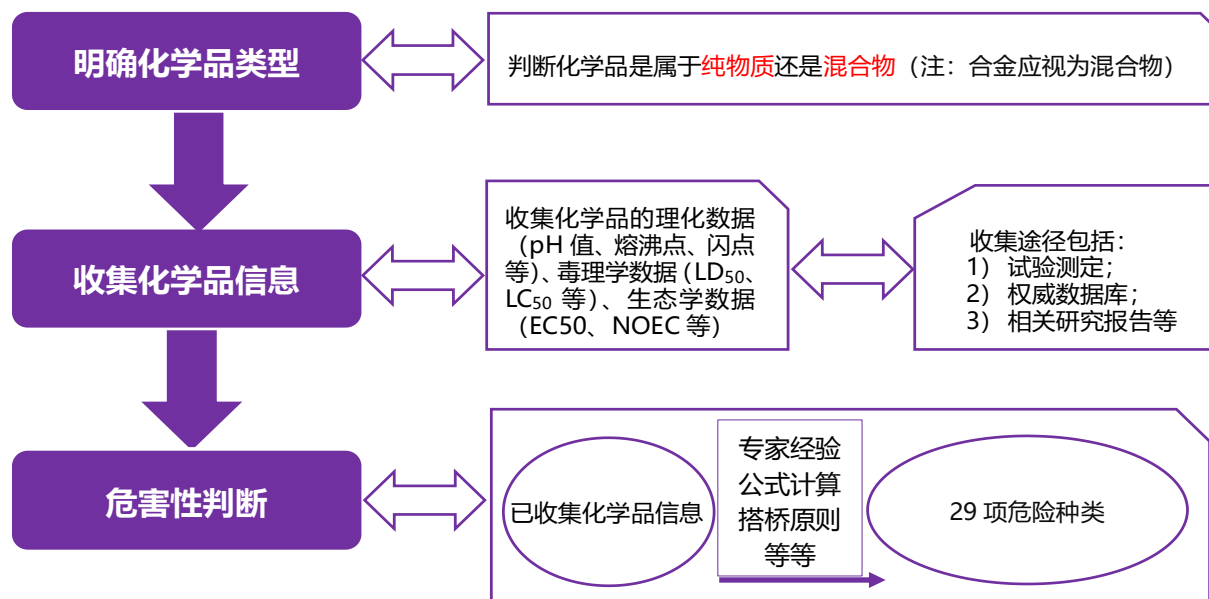 明确化学品类型
判断化学品是属于纯物质还是混合物（注：合金应视为混合物）
收集化学品信息
收集化学品的理化数据
（pH 值、熔沸点、闪点
等）、毒理学数据（LD₅₀、
LC₅₀ 等）、生态学数据
（EC50、NOEC 等）
收集途径包括：
1） 试验测定；
2） 权威数据库；
3） 相关研究报告等
危害性判断
已收集化学品信息
专家经验
公式计算
搭桥原则
等等
29 项危险种类